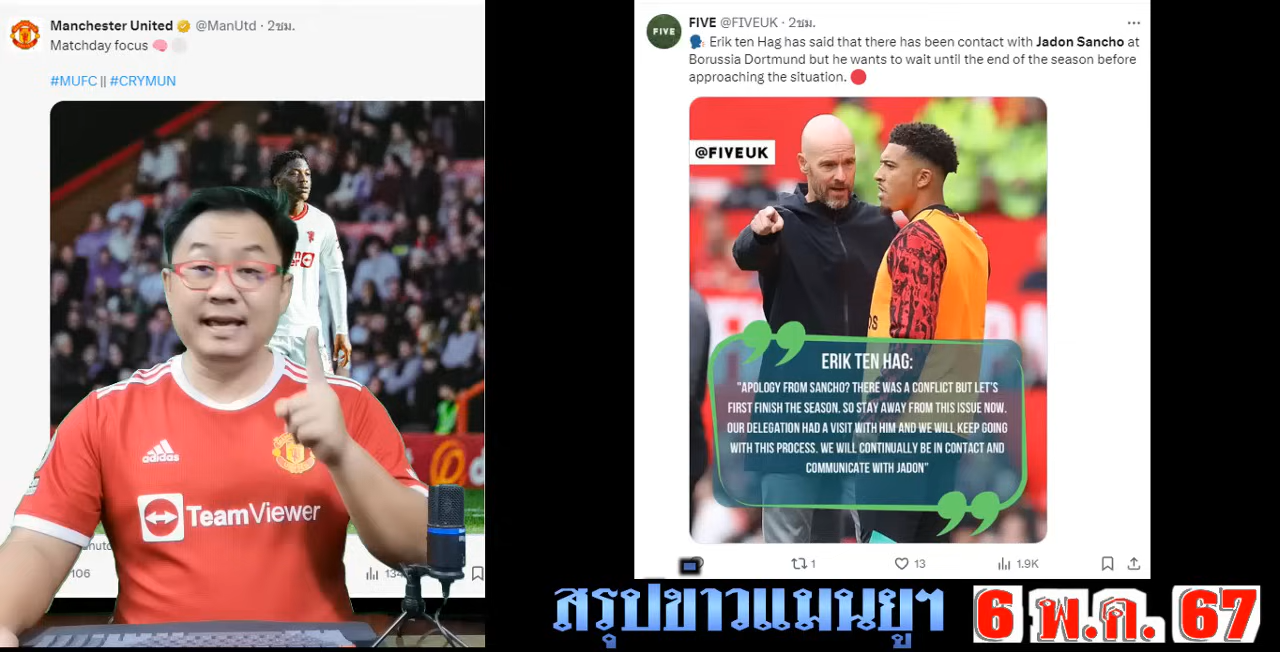 Manchester United @ManUtd · 2ชม.
Matchday focus
#MUFC || #CRYMUN
adidas
TeamViewer
106
FIVE
FIVE @FIVEUK · 2ชม.
Erik ten Hag has said that there has been contact with Jadon Sancho at
Borussia Dortmund but he wants to wait until the end of the season before
approaching the situation.
@FIVEUK
ERIK TEN HAG:
"APOLOGY FROM SANCHO? THERE WAS A CONFLICT BUT LET'S
FIRST FINISH THE SEASON. SO STAY AWAY FROM THIS ISSUE NOW.
OUR DELEGATION HAD A VISIT WITH HIM AND WE WILL KEEP GOING
WITH THIS PROCESS. WE WILL CONTINUALLY BE IN CONTACT AND
COMMUNICATE WITH JADON"
1
13
1.9K
สรุปข่าวแมนยูฯ 6 พ.ค. 67